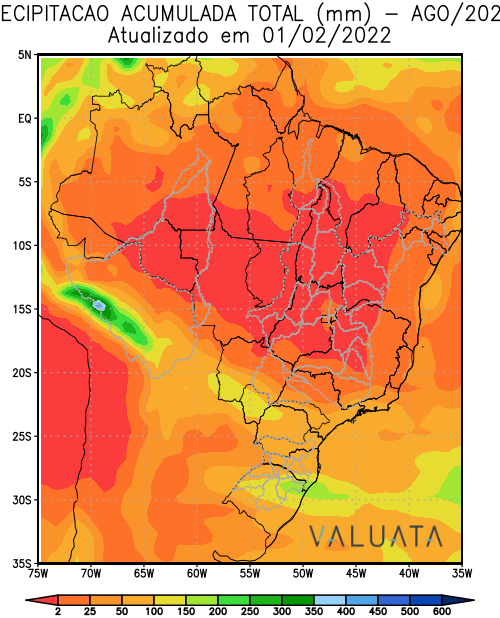 ECIPITACAO ACUMULADA TOTAL (mm) – AGO/202
Atualizado em 01/02/2022
5N
EQ
5S
10S
15S
20S
25S
30S
35S
VALUATA
75W 70W 65W 60W 55W 50W 45W 40W 35W
2 25 50 100 150 200 250 300 350 400 450 500 600